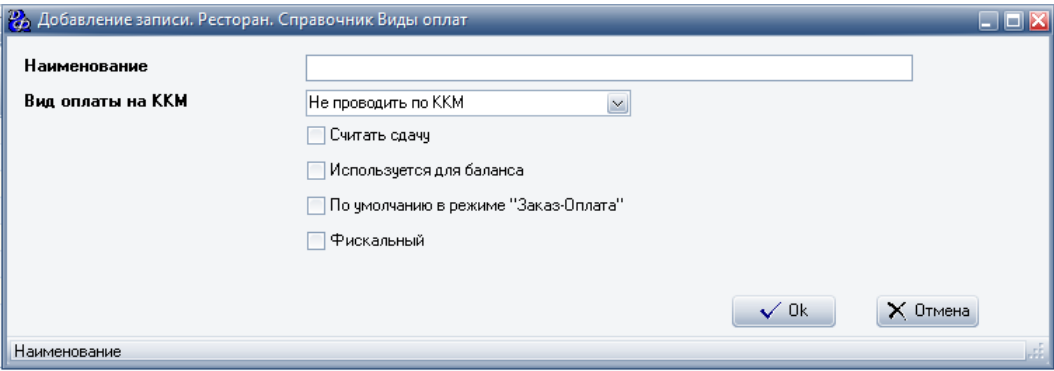 Добавление записи. Ресторан. Справочник Виды оплат
Наименование
Вид оплаты на ККМ
Не проводить по ККМ
Считать сдачу
Используется для баланса
По умолчанию в режиме "Заказ-Оплата"
Фискальный
Ok
Отмена
Наименование